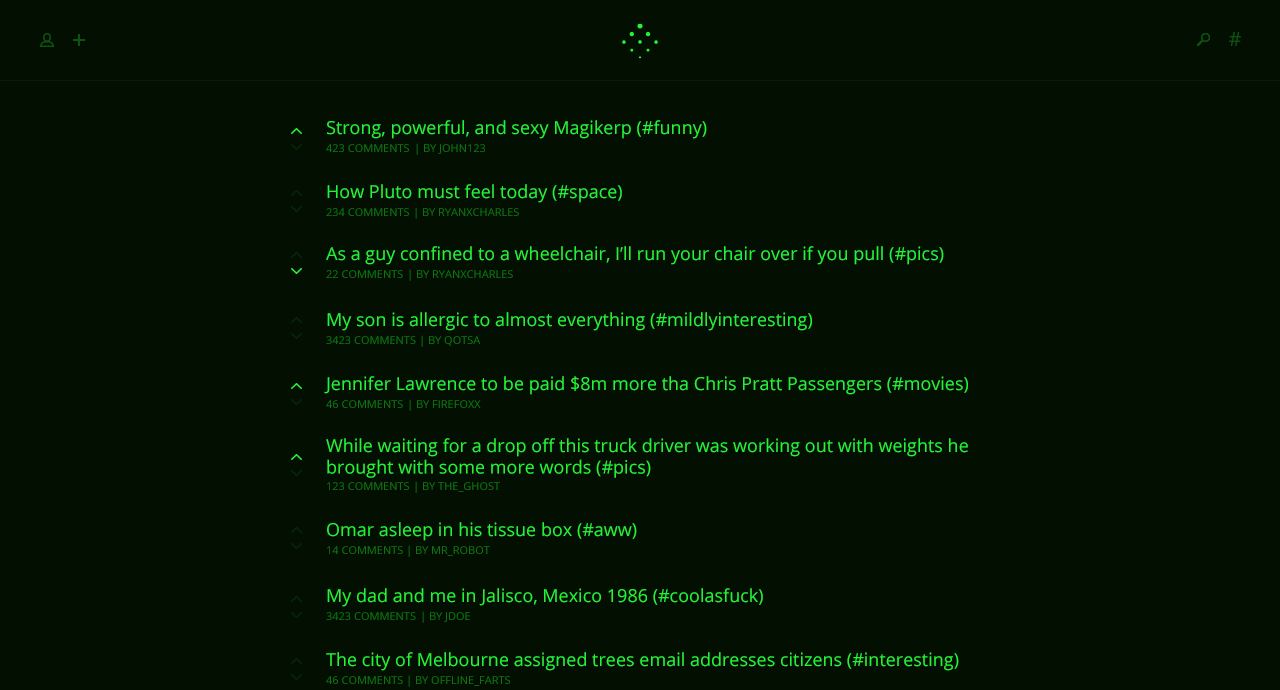 #
Strong, powerful, and sexy Magikerp (#funny)
423 COMMENTS | BY JOHN123
How Pluto must feel today (#space)
234 COMMENTS | BY RYANXCHARLES
As a guy confined to a wheelchair, I’ll run your chair over if you pull (#pics)
22 COMMENTS | BY RYANXCHARLES
My son is allergic to almost everything (#mildlyinteresting)
3423 COMMENTS | BY QOTSA
Jennifer Lawrence to be paid $8m more tha Chris Pratt Passengers (#movies)
46 COMMENTS | BY FIREFOXX
While waiting for a drop off this truck driver was working out with weights he
brought with some more words (#pics)
123 COMMENTS | BY THE_GHOST
Omar asleep in his tissue box (#aww)
14 COMMENTS | BY MR_ROBOT
My dad and me in Jalisco, Mexico 1986 (#coolasfuck)
3423 COMMENTS | BY JDOE
The city of Melbourne assigned trees email addresses citizens (#interesting)
46 COMMENTS | BY OFFLINE_FARTS